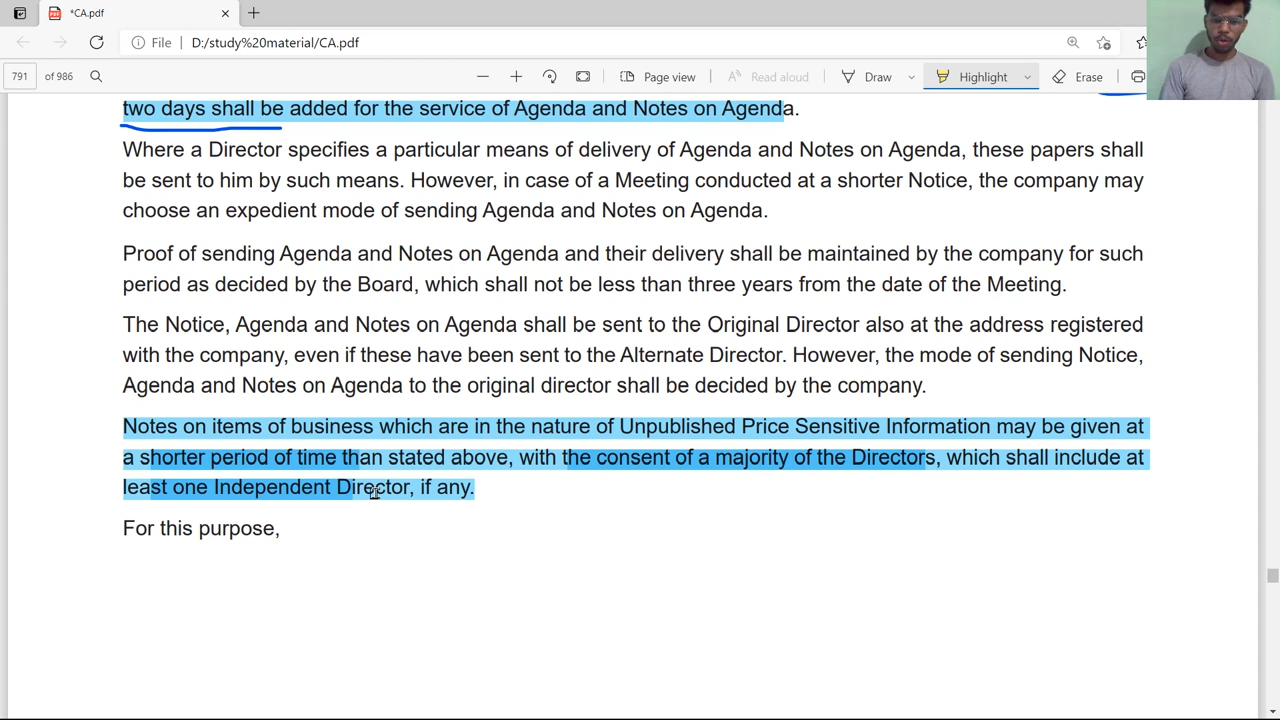 *CA.pdf
File D:/study%20material/CA.pdf
791 of 986 Page view Read aloud Draw Highlight Erase
two days shall be added for the service of Agenda and Notes on Agenda.
Where a Director specifies a particular means of delivery of Agenda and Notes on Agenda, these papers shall
be sent to him by such means. However, in case of a Meeting conducted at a shorter Notice, the company may
choose an expedient mode of sending Agenda and Notes on Agenda.
Proof of sending Agenda and Notes on Agenda and their delivery shall be maintained by the company for such
period as decided by the Board, which shall not be less than three years from the date of the Meeting.
The Notice, Agenda and Notes on Agenda shall be sent to the Original Director also at the address registered
with the company, even if these have been sent to the Alternate Director. However, the mode of sending Notice,
Agenda and Notes on Agenda to the original director shall be decided by the company.
Notes on items of business which are in the nature of Unpublished Price Sensitive Information may be given at
a shorter period of time than stated above, with the consent of a majority of the Directors, which shall include at
least one Independent Director, if any.
For this purpose,